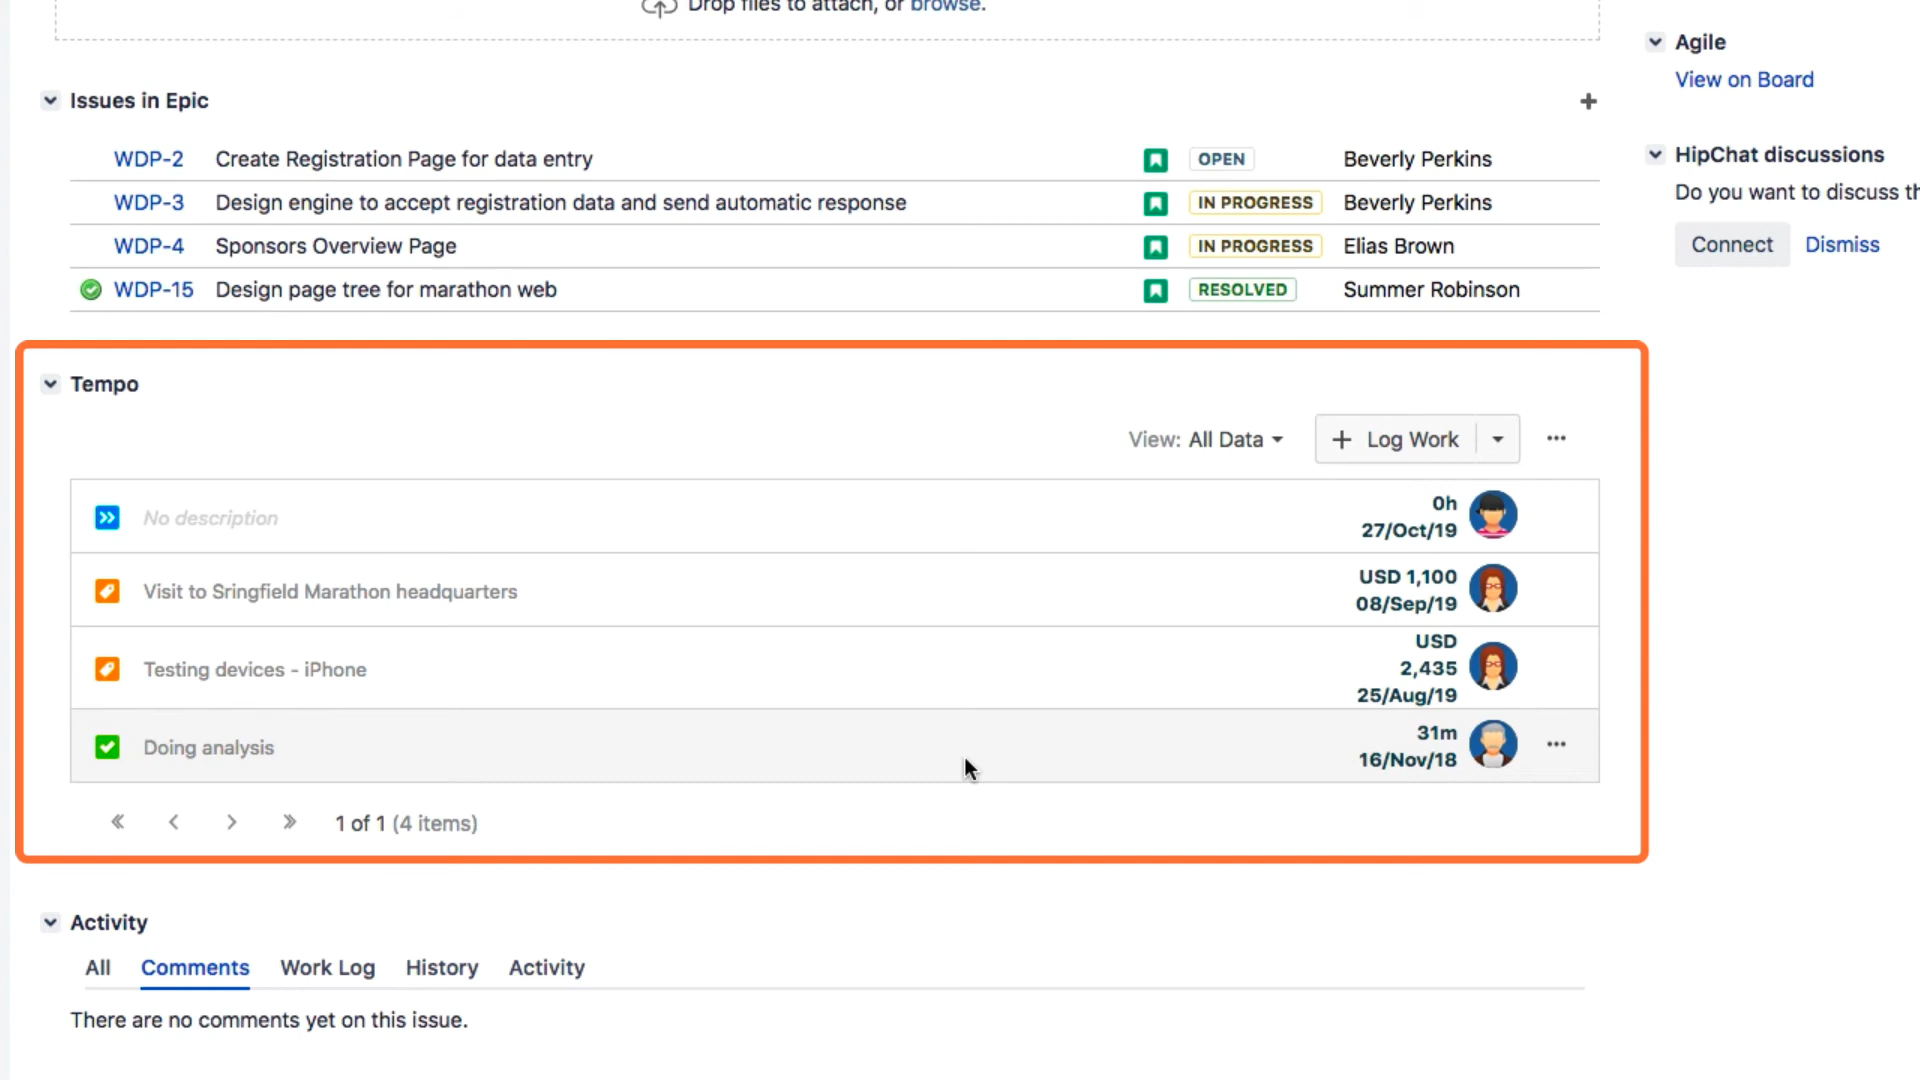 Drop files to attach, or browse.
Issues in Epic
WDP-2 Create Registration Page for data entry OPEN Beverly Perkins
WDP-3 Design engine to accept registration data and send automatic response IN PROGRESS Beverly Perkins
WDP-4 Sponsors Overview Page IN PROGRESS Elias Brown
WDP-15 Design page tree for marathon web RESOLVED Summer Robinson
Tempo
View: All Data + Log Work
No description
0h
27/Oct/19
Visit to Sringfield Marathon headquarters
USD 1,100
08/Sep/19
Testing devices - iPhone
USD
2,435
25/Aug/19
Doing analysis
31m
16/Nov/18
1 of 1 (4 items)
Activity
All Comments Work Log History Activity
There are no comments yet on this issue.
Agile
View on Board
HipChat discussions
Do you want to discuss
Connect Dismiss